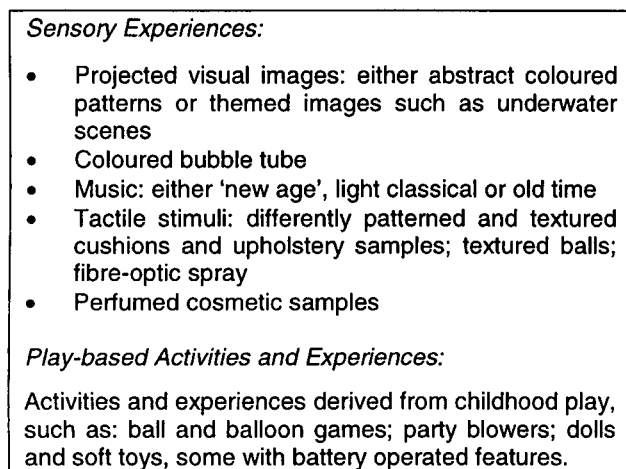 Sensory Experiences:
• Projected visual images: either abstract coloured
patterns or themed images such as underwater
scenes
• Coloured bubble tube
• Music: either ‘new age’, light classical or old time
• Tactile stimuli: differently patterned and textured
cushions and upholstery samples; textured balls;
fibre-optic spray
• Perfumed cosmetic samples
Play-based Activities and Experiences:
Activities and experiences derived from childhood play,
such as: ball and balloon games; party blowers; dolls
and soft toys, some with battery operated features.